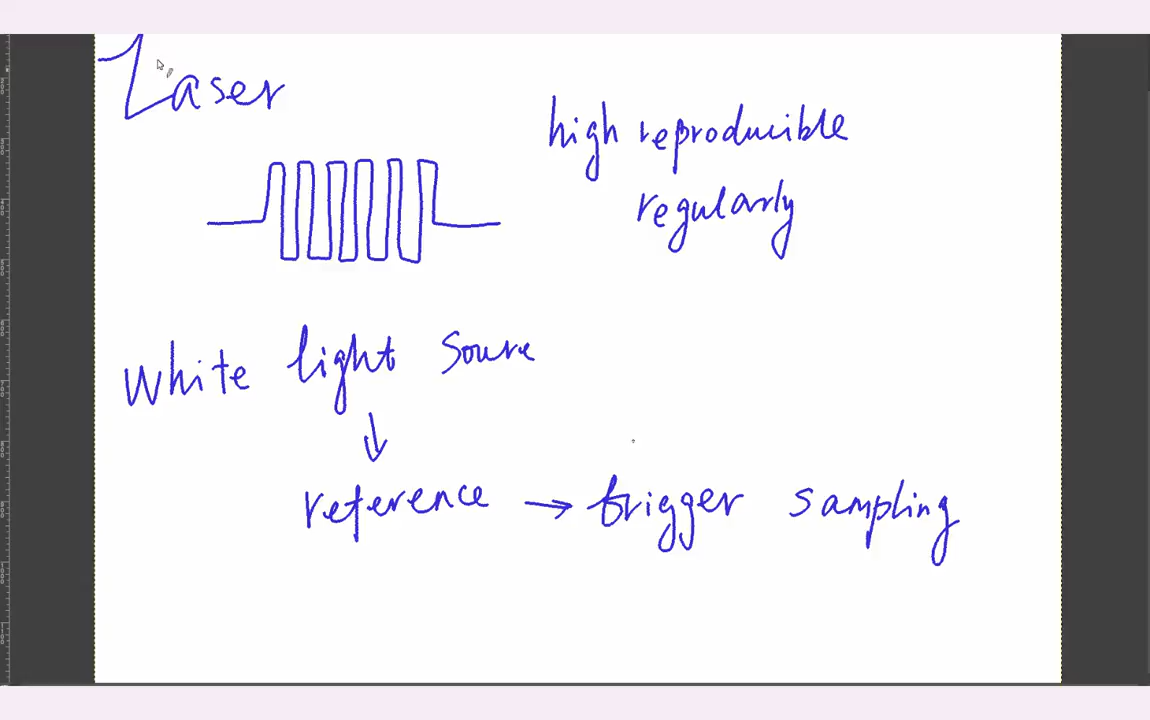 Laser
high reproducible
regularly
White light soure
reference → trigger sampling